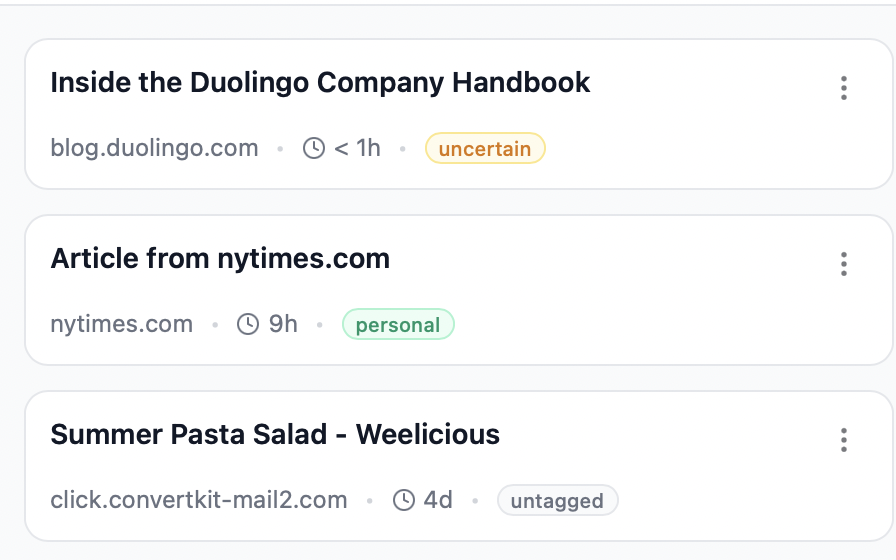 Inside the Duolingo Company Handbook
blog.duolingo.com • < 1h • uncertain
Article from nytimes.com
nytimes.com • 9h • personal
Summer Pasta Salad - Weelicious
click.convertkit-mail2.com • 4d • untagged